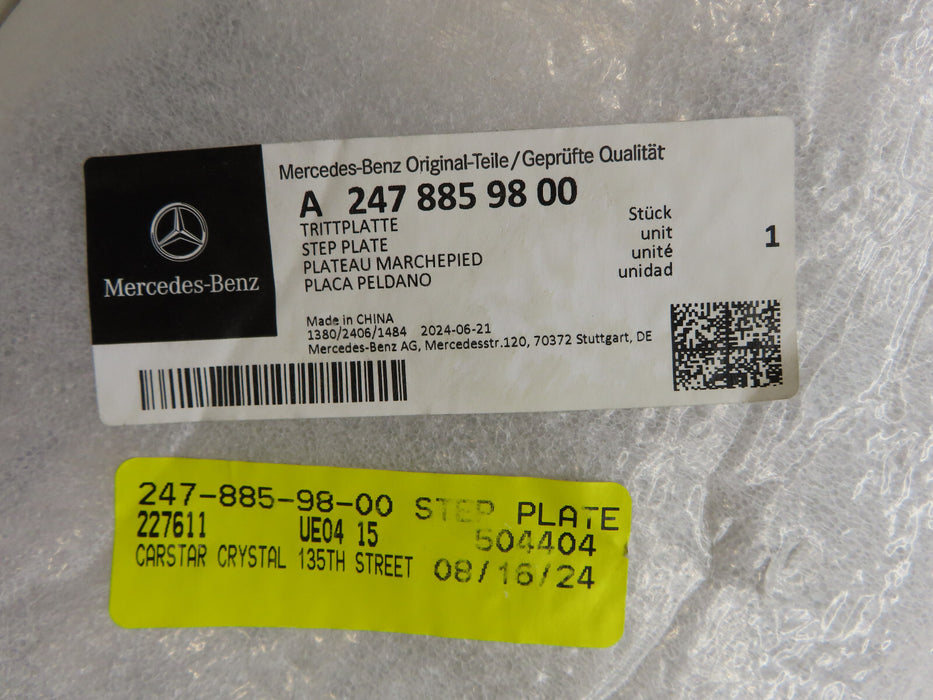 Mercedes-Benz Original-Teile/Geprüfte Qualität
A 247 885 98 00
TRITTPLATTE
STEP PLATE
PLATEAU MARCHEPIED
PLACA PELDANO
Stück
unit
unité
unidad
1
Mercedes-Benz
Made in CHINA
1380/2406/1484 2024-06-21
Mercedes-Benz AG, Mercedesstr.120, 70372 Stuttgart, DE
247-885-98-00 STEP PLATE
227611 UE04 15 504404
CARSTAR CRYSTAL 135TH STREET 08/16/24